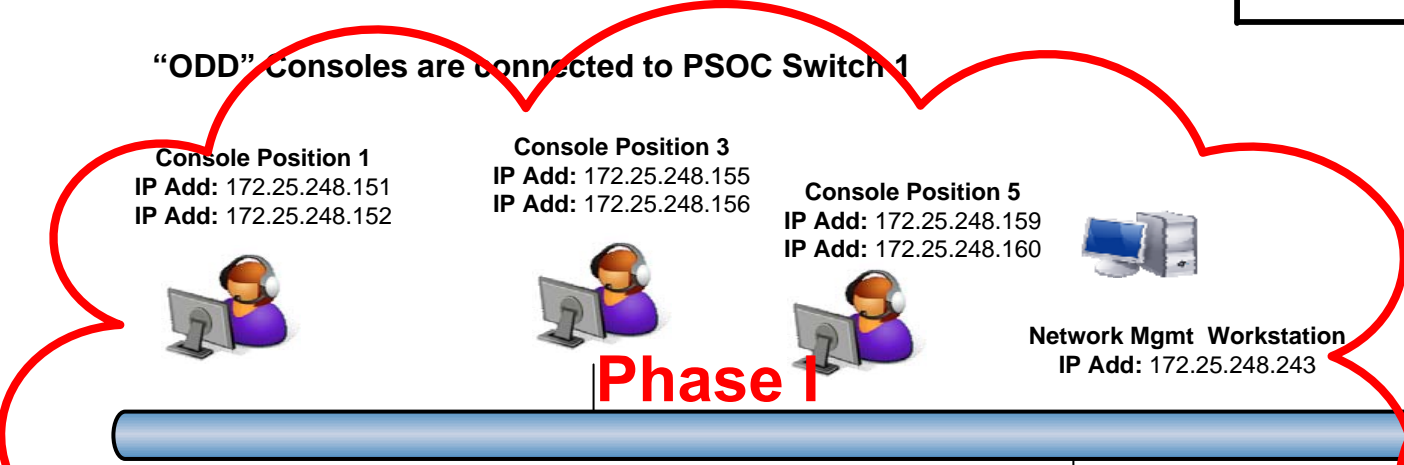 “ODD” Consoles are connected to PSOC Switch 1
Console Position 1
IP Add: 172.25.248.151
IP Add: 172.25.248.152
Console Position 3
IP Add: 172.25.248.155
IP Add: 172.25.248.156
Console Position 5
IP Add: 172.25.248.159
IP Add: 172.25.248.160
Network Mgmt Workstation
IP Add: 172.25.248.243
Phase I